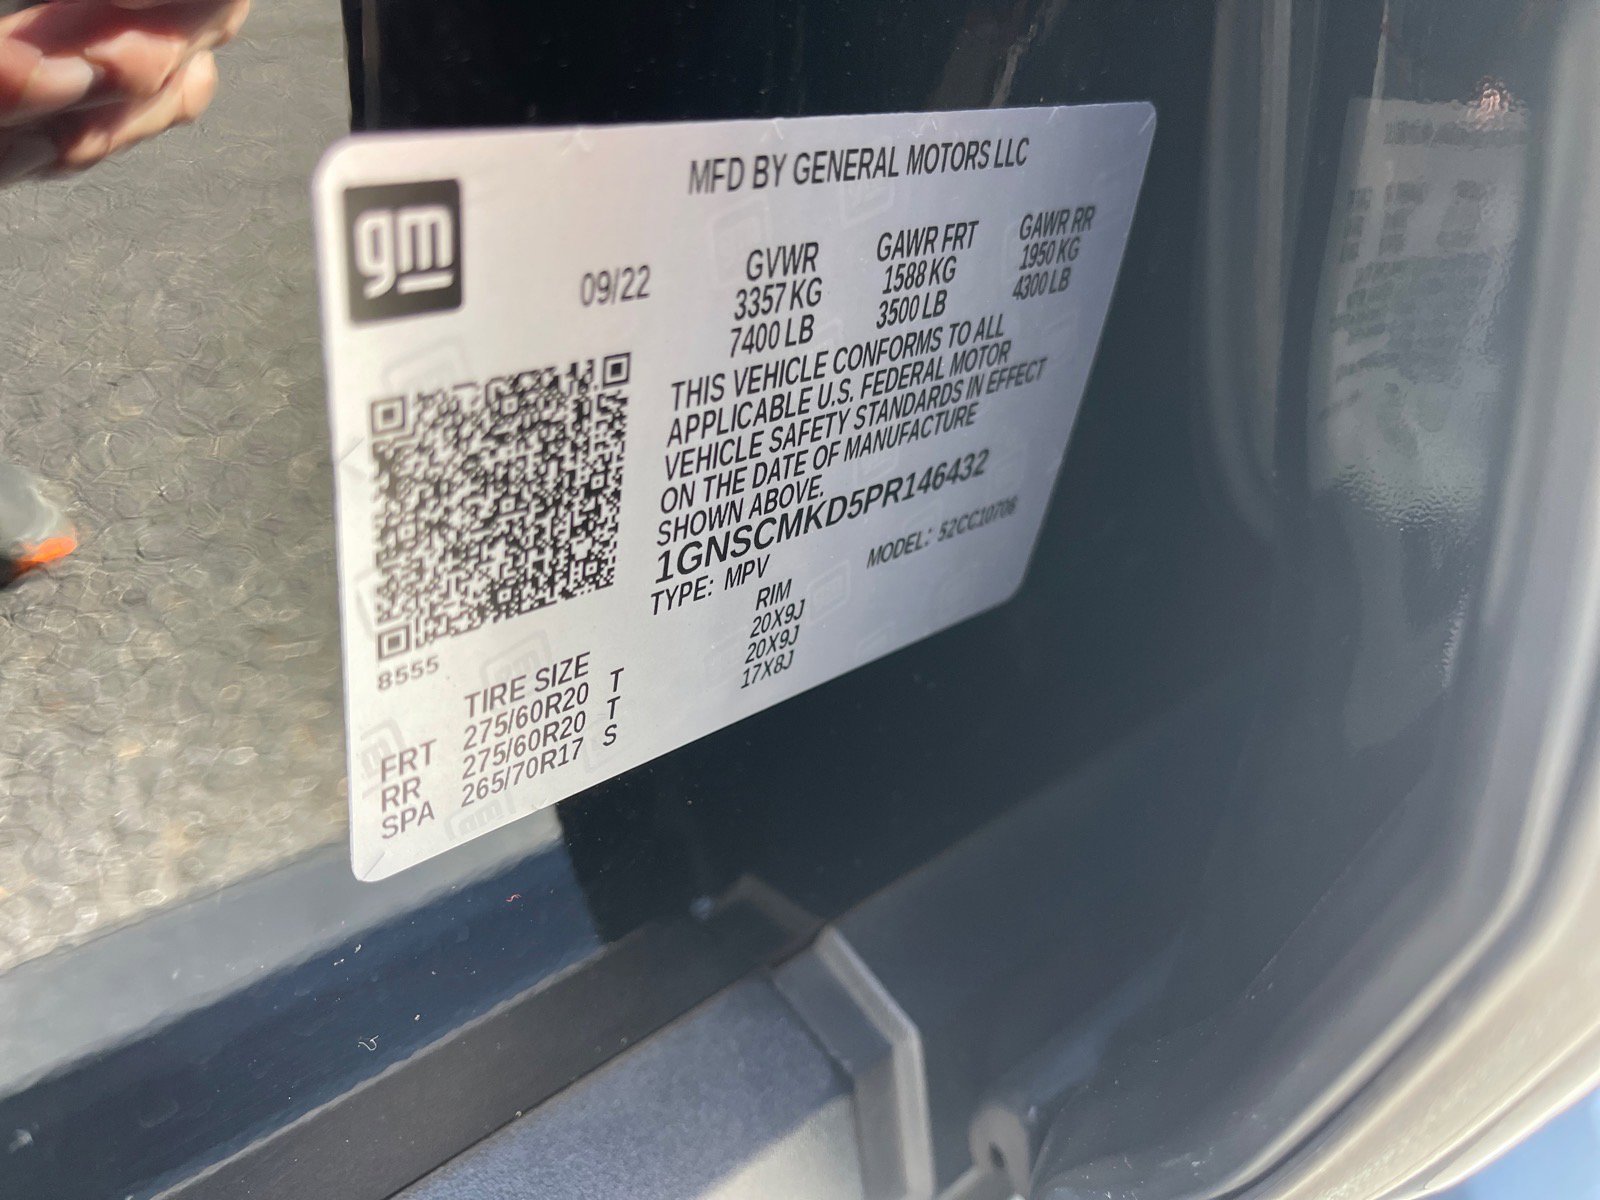 gm
MFD BY GENERAL MOTORS LLC
09/22
GVWR
3357 KG
7400 LB
GAWR FRT
1588 KG
3500 LB
GAWR RR
1950 KG
4300 LB
THIS VEHICLE CONFORMS TO ALL
APPLICABLE U.S. FEDERAL MOTOR
VEHICLE SAFETY STANDARDS IN EFFECT
ON THE DATE OF MANUFACTURE
SHOWN ABOVE.
1GNSCMKD5PR146432
TYPE: MPV
MODEL: 52CC10706
8555
TIRE SIZE RIM
FRT 275/60R20 T 20X9J
RR 275/60R20 T 20X9J
SPA 265/70R17 S 17X8J